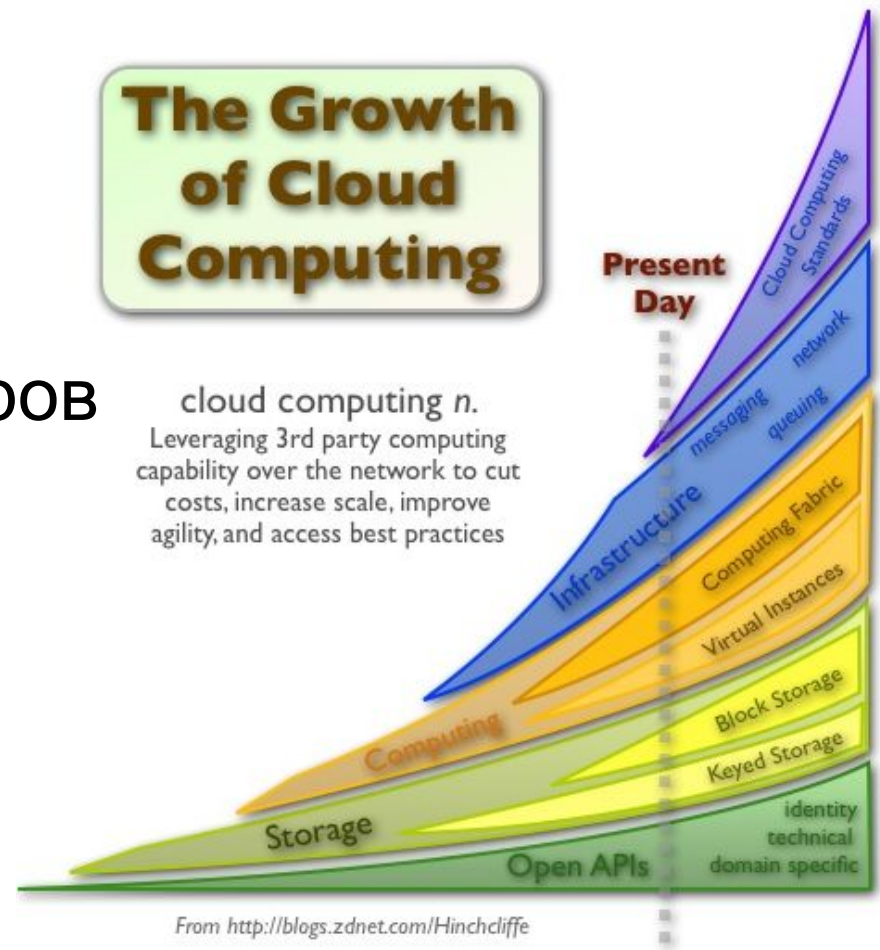 The Growth
of Cloud
Computing
Present
Day
ООВ
cloud computing n.
Leveraging 3rd party computing
capability over the network to cut
costs, increase scale, improve
agility, and access best practices
Cloud Computing
Standards
network
messaging
queuing
Infrastructure
Computing Fabric
Virtual Instances
Computing
Block Storage
Keyed Storage
Storage
identity
technical
domain specific
Open APIs
From http://blogs.zdnet.com/Hinchcliffe